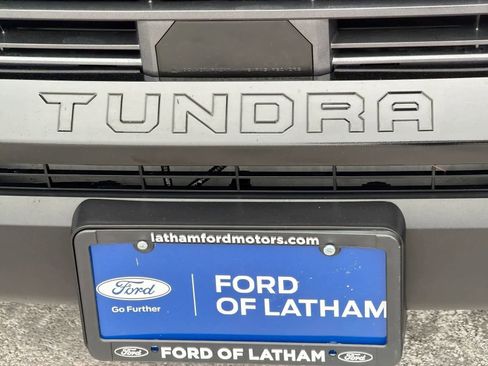 TUNDRA
lathamfordmotors.com
Ford
Go Further
FORD
OF LATHAM
Ford
FORD OF LATHAM
Ford